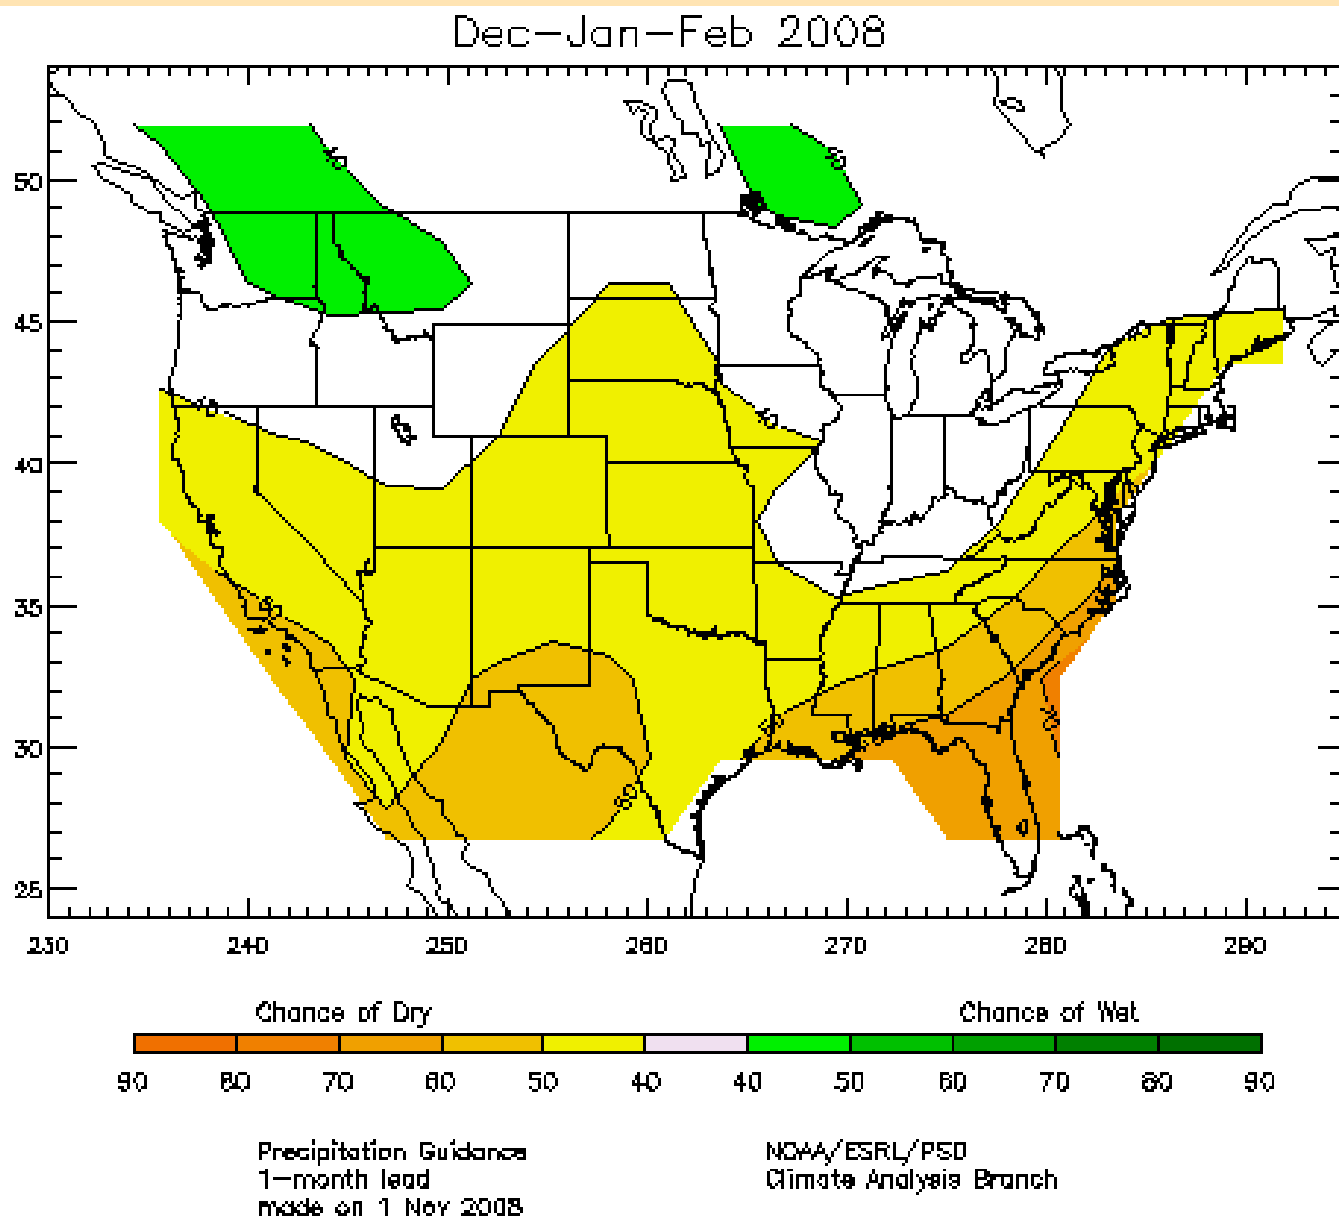 Dec-Jan-Feb 2008
50
45
40
35
30
25
230 240 250 260 270 280 290
Chance of Dry Chance of Wet
90 80 70 60 50 40 40 50 60 70 80 90
Precipitation Guidance NOAA/ESRL/PSD
1-month lead Climate Analysis Branch
made on 1 Nov 2008